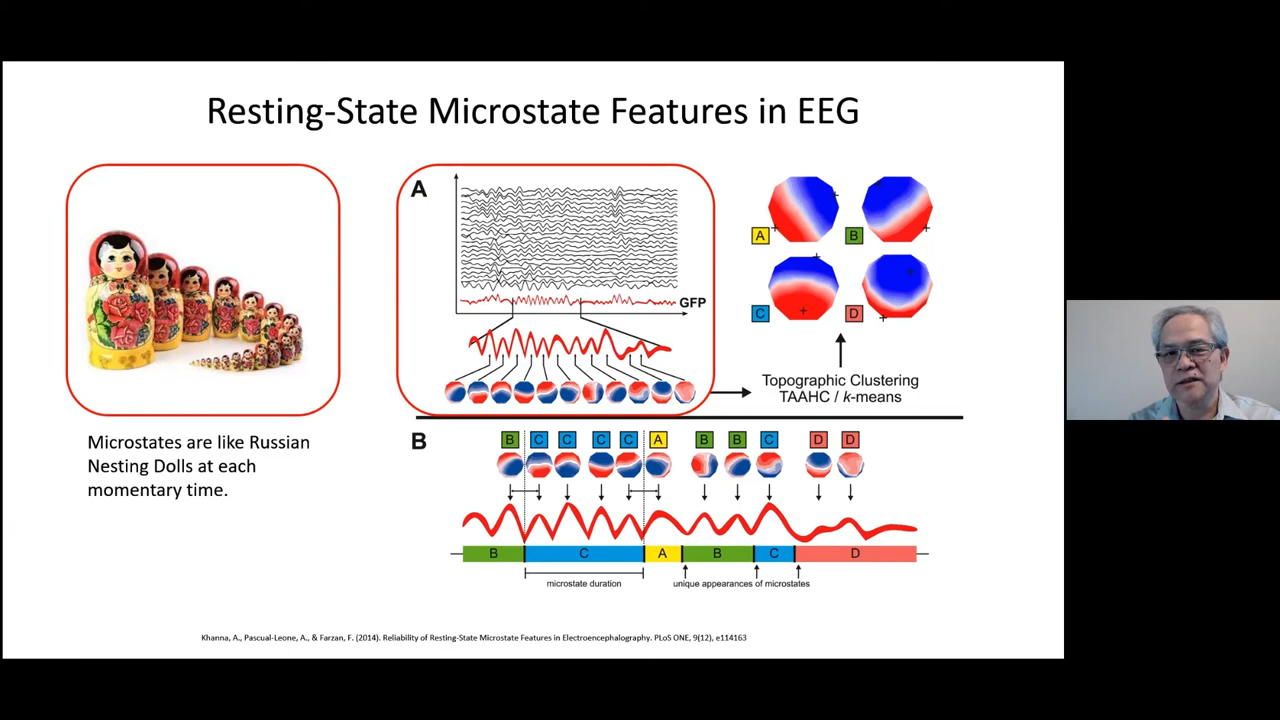 Resting-State Microstate Features in EEG
A
GFP
A
B
C
D
Topographic Clustering
TAAHC / k-means
Microstates are like Russian
Nesting Dolls at each
momentary time.
B
B C C C C A B B C D D
B C A B C D
microstate duration
unique appearances of microstates
Khanna, A., Pascual-Leone, A., & Farzan, F. (2014). Reliability of Resting-State Microstate Features in Electroencephalography. PLoS ONE, 9(12), e114163